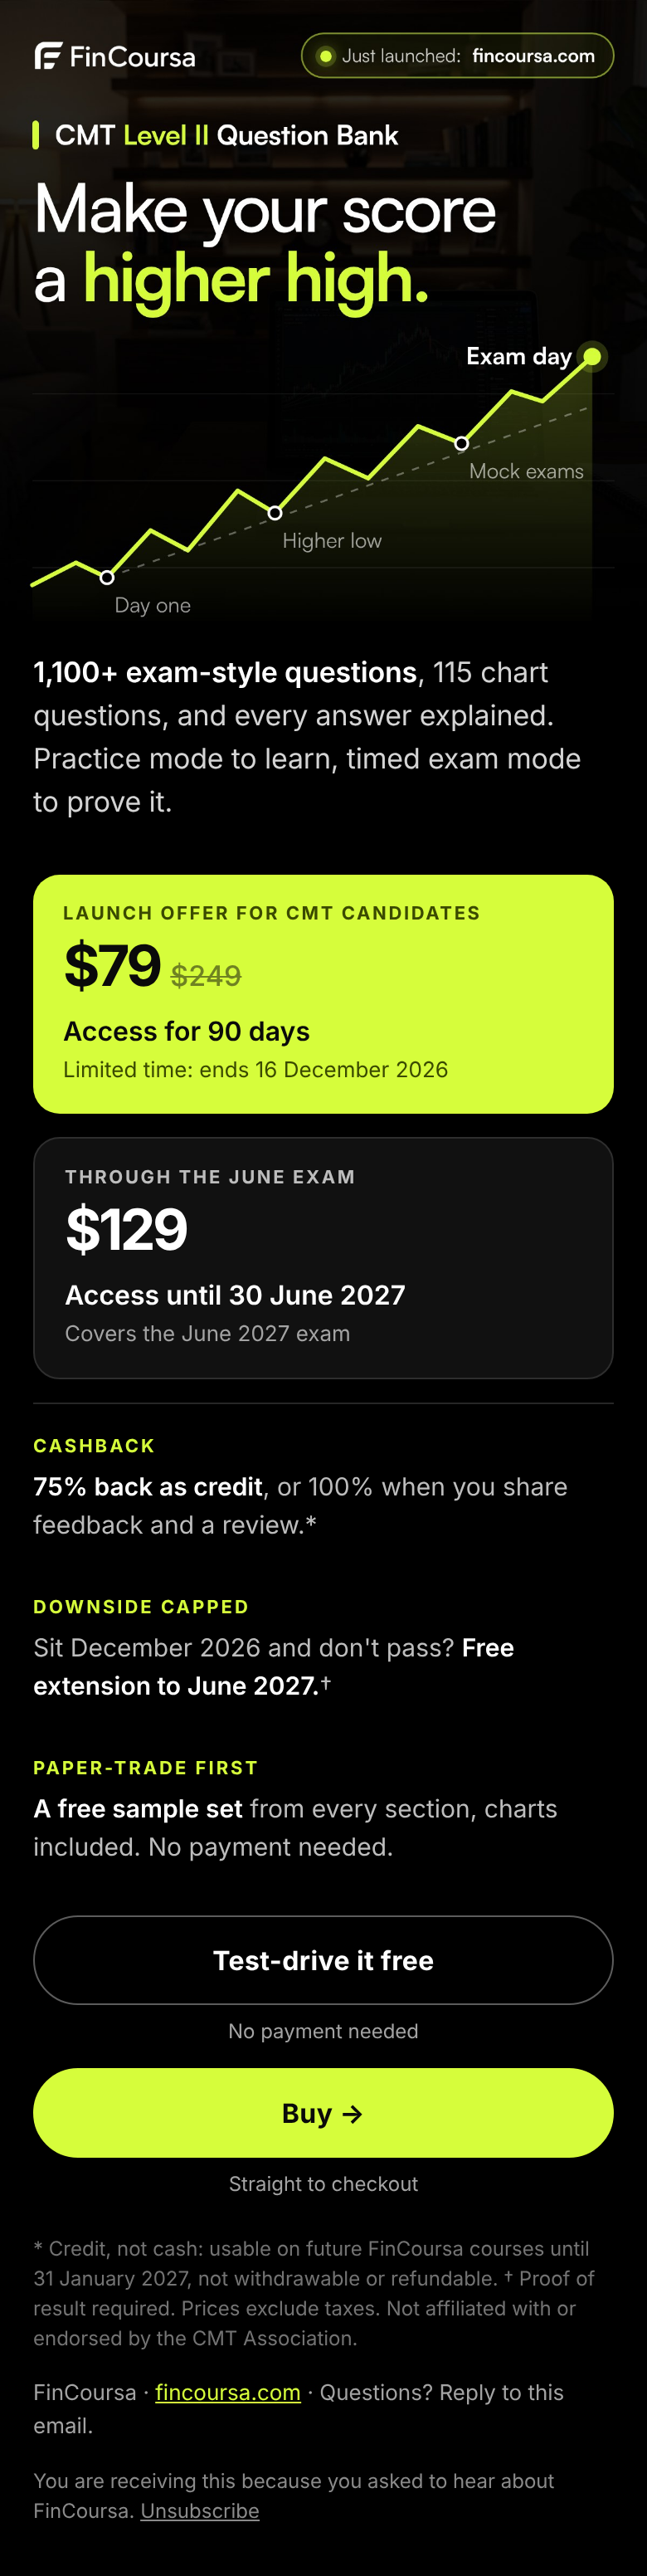 FinCoursa
Just launched: fincoursa.com
CMT Level II Question Bank
Make your score
a higher high.
Exam day
Mock exams
Higher low
Day one
1,100+ exam-style questions, 115 chart
questions, and every answer explained.
Practice mode to learn, timed exam mode
to prove it.
LAUNCH OFFER FOR CMT CANDIDATES
$79 $249
Access for 90 days
Limited time: ends 16 December 2026
THROUGH THE JUNE EXAM
$129
Access until 30 June 2027
Covers the June 2027 exam
CASHBACK
75% back as credit, or 100% when you share
feedback and a review.*
DOWNSIDE CAPPED
Sit December 2026 and don't pass? Free
extension to June 2027.†
PAPER-TRADE FIRST
A free sample set from every section, charts
included. No payment needed.
Test-drive it free
No payment needed
Buy →
Straight to checkout
* Credit, not cash: usable on future FinCoursa courses until
31 January 2027, not withdrawable or refundable. † Proof of
result required. Prices exclude taxes. Not affiliated with or
endorsed by the CMT Association.
FinCoursa · fincoursa.com · Questions? Reply to this
email.
You are receiving this because you asked to hear about
FinCoursa. Unsubscribe